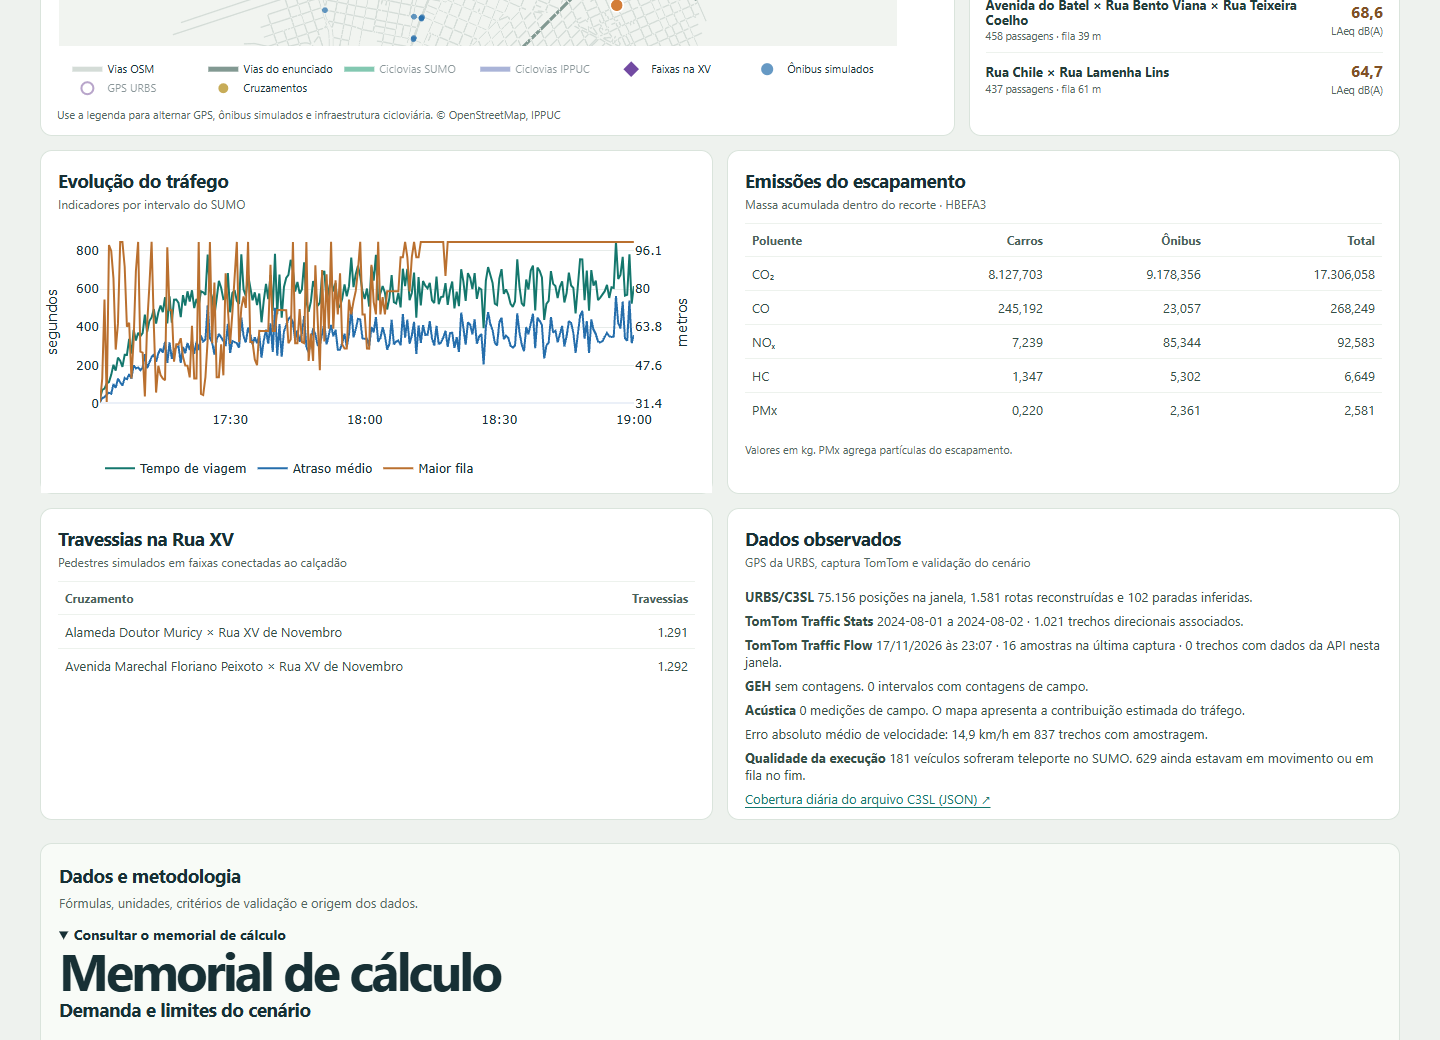 Vias OSM
Vias do enunciado
Ciclovias SUMO
Ciclovias IPPUC
Faixas na XV
Ônibus simulados
GPS URBS
Cruzamentos
Use a legenda para alternar GPS, ônibus simulados e infraestrutura cicloviária. © OpenStreetMap, IPPUC
Avenida do Batel × Rua Bento Viana × Rua Teixeira
Coelho
458 passagens · fila 39 m
68,6
LAeq dB(A)
Rua Chile × Rua Lamenha Lins
437 passagens · fila 61 m
64,7
LAeq dB(A)
Evolução do tráfego
Indicadores por intervalo do SUMO
segundos
800
600
400
200
0
96.1
80
63.8
47.6
31.4
metros
17:30
18:00
18:30
19:00
Tempo de viagem
Atraso médio
Maior fila
Emissões do escapamento
Massa acumulada dentro do recorte · HBEFA3
Poluente Carros Ônibus Total
CO₂ 8.127,703 9.178,356 17.306,058
CO 245,192 23,057 268,249
NOₓ 7,239 85,344 92,583
HC 1,347 5,302 6,649
PMx 0,220 2,361 2,581
Valores em kg. PMx agrega partículas do escapamento.
Travessias na Rua XV
Pedestres simulados em faixas conectadas ao calçadão
Cruzamento Travessias
Alameda Doutor Muricy × Rua XV de Novembro 1.291
Avenida Marechal Floriano Peixoto × Rua XV de Novembro 1.292
Dados observados
GPS da URBS, captura TomTom e validação do cenário
URBS/C3SL 75.156 posições na janela, 1.581 rotas reconstruídas e 102 paradas inferidas.
TomTom Traffic Stats 2024-08-01 a 2024-08-02 · 1.021 trechos direcionais associados.
TomTom Traffic Flow 17/11/2026 às 23:07 · 16 amostras na última captura · 0 trechos com dados da API nesta
janela.
GEH sem contagens. 0 intervalos com contagens de campo.
Acústica 0 medições de campo. O mapa apresenta a contribuição estimada do tráfego.
Erro absoluto médio de velocidade: 14,9 km/h em 837 trechos com amostragem.
Qualidade da execução 181 veículos sofreram teleporte no SUMO. 629 ainda estavam em movimento ou em
fila no fim.
Cobertura diária do arquivo C3SL (JSON) ↗
Dados e metodologia
Fórmulas, unidades, critérios de validação e origem dos dados.
▼ Consultar o memorial de cálculo
Memorial de cálculo
Demanda e limites do cenário